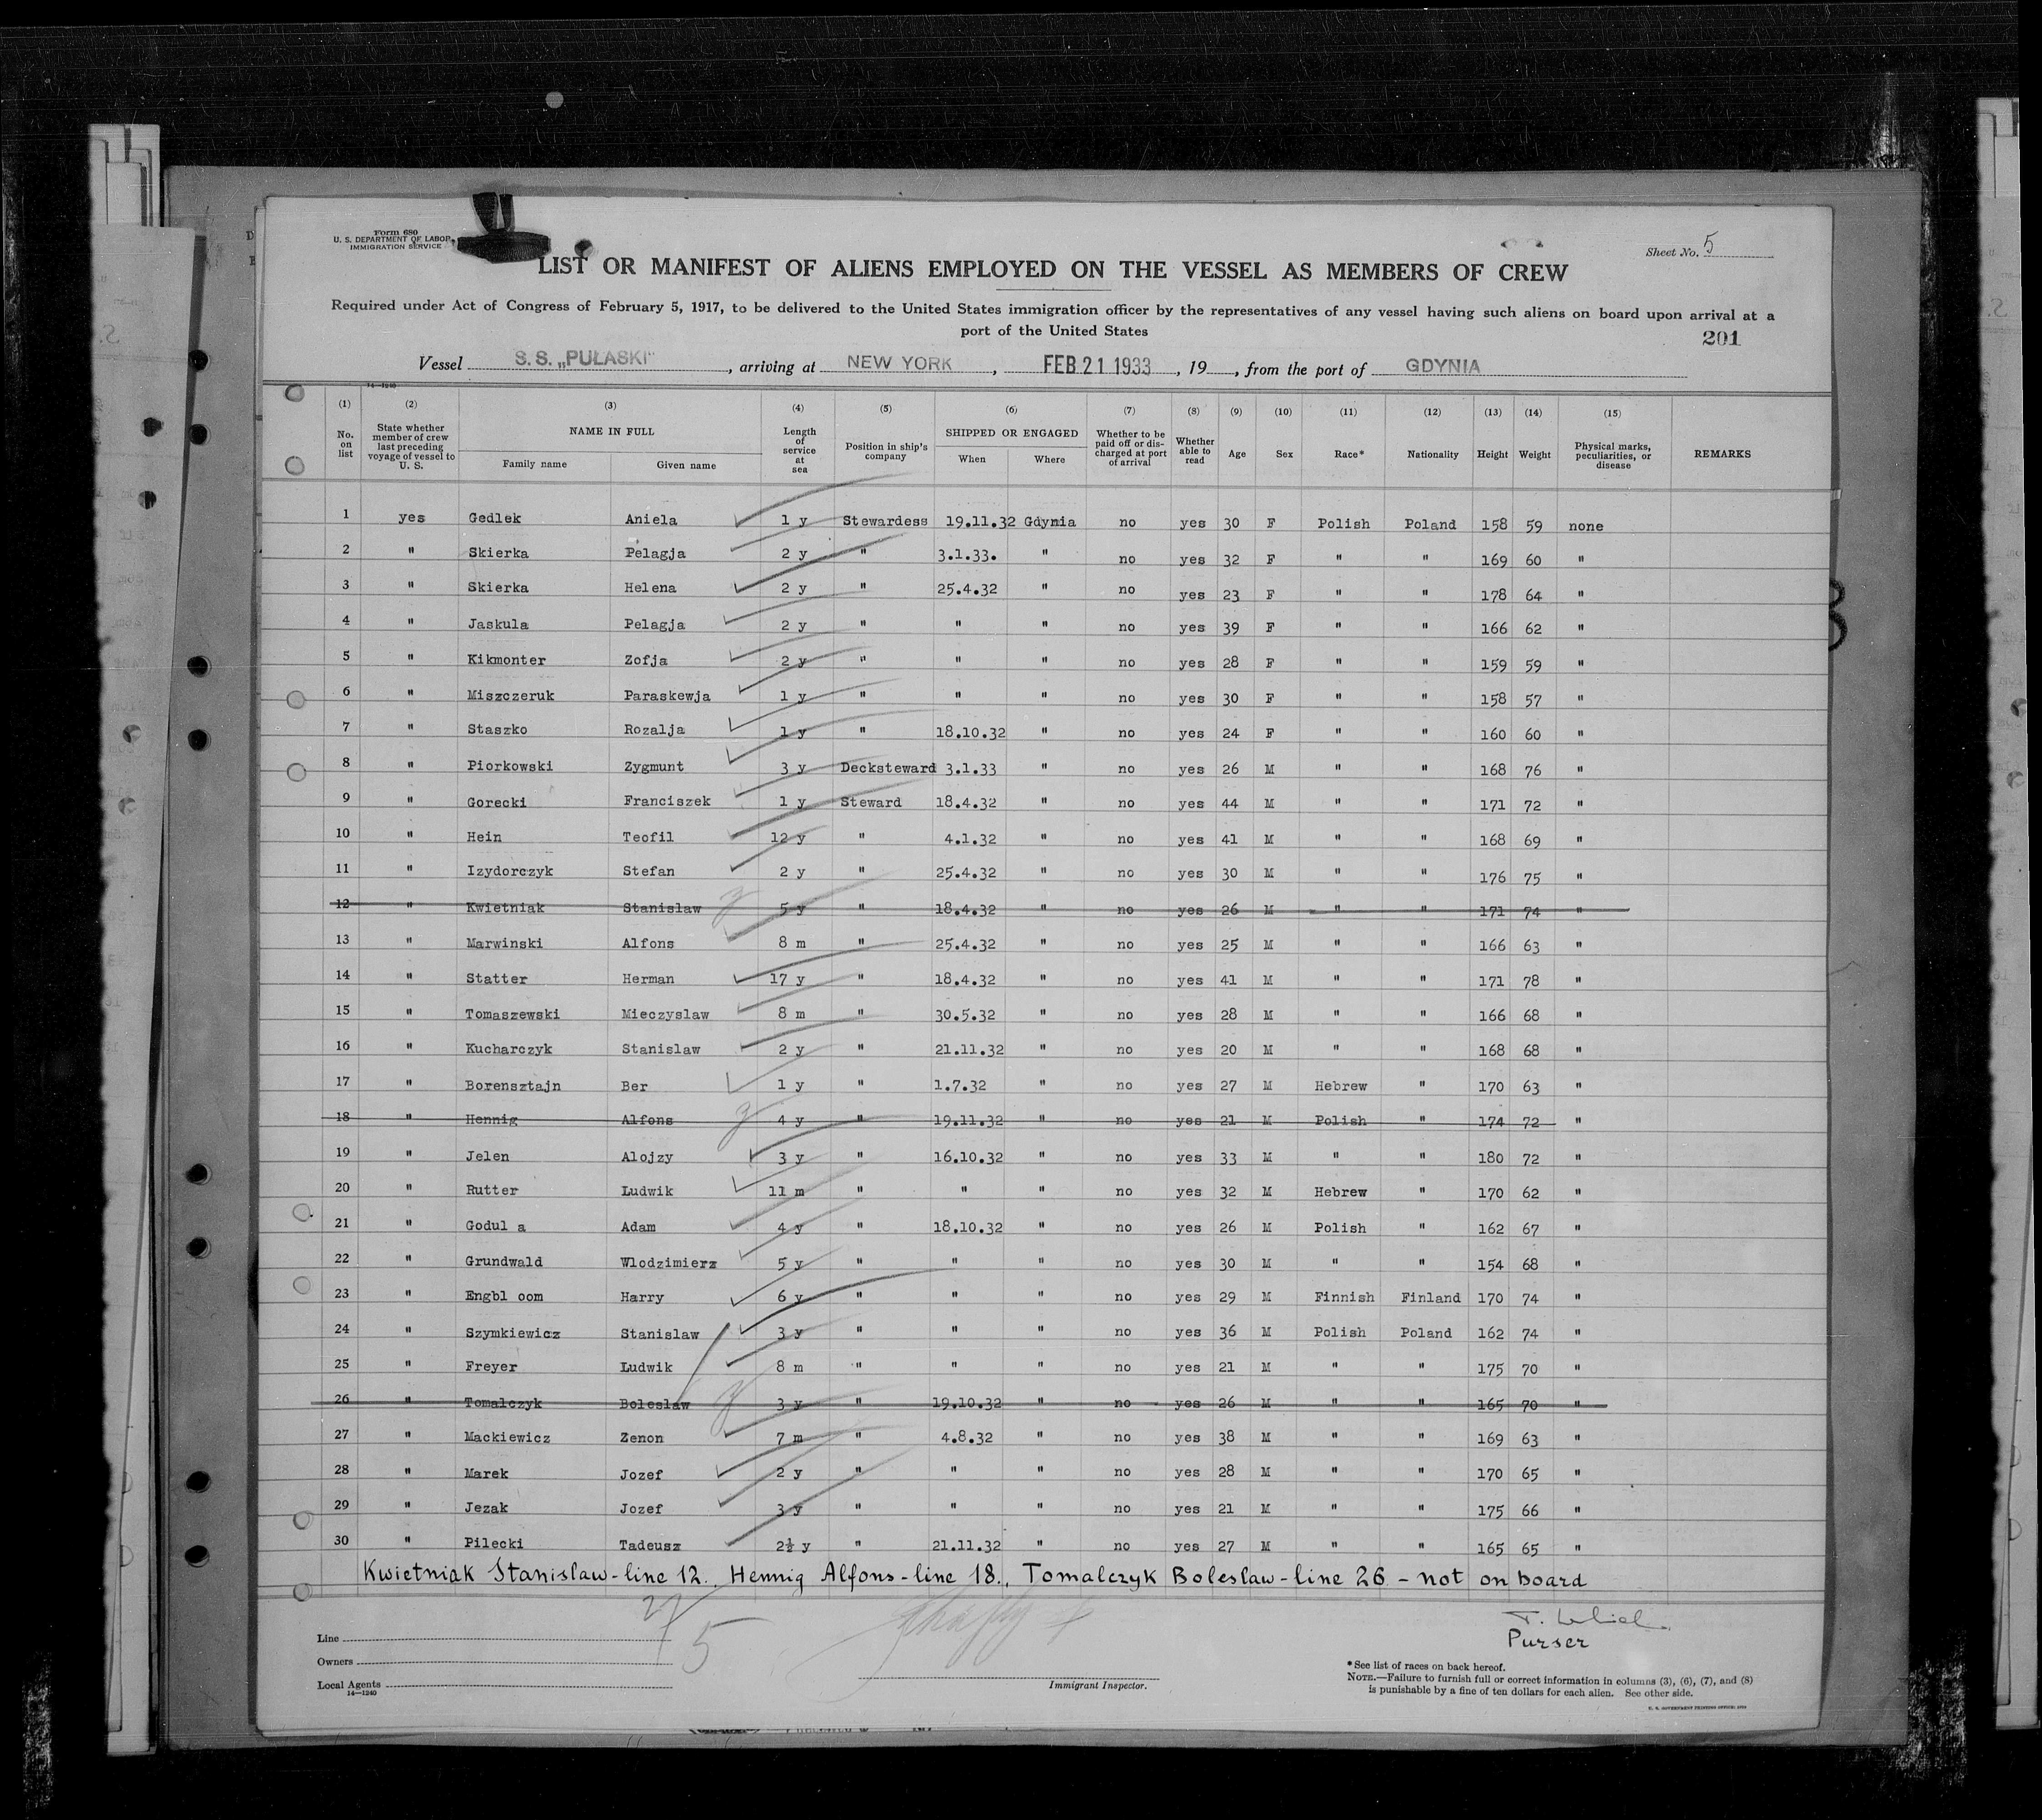 Form 680
U. S. DEPARTMENT OF LABOR
IMMIGRATION SERVICE
Sheet No. 5
LIST OR MANIFEST OF ALIENS EMPLOYED ON THE VESSEL AS MEMBERS OF CREW
Required under Act of Congress of February 5, 1917, to be delivered to the United States immigration officer by the representatives of any vessel having such aliens on board upon arrival at a
port of the United States
201
Vessel S. S. „PUŁASKI” , arriving at NEW YORK , FEB 21 1933 , 19 , from the port of GDYNIA
14—1240
(1) No. on list (2) State whether member of crew last preceding voyage of vessel to U. S. (3) NAME IN FULL Family name Given name (4) Length of service at sea (5) Position in ship's company (6) SHIPPED OR ENGAGED When Where (7) Whether to be paid off or discharged at port of arrival (8) Whether able to read (9) Age (10) Sex (11) Race* (12) Nationality (13) Height (14) Weight (15) Physical marks, peculiarities, or disease REMARKS
1 yes Gedlek Aniela 1 y Stewardess 19.11.32 Gdynia no yes 30 F Polish Poland 158 59 none
2 " Skierka Pelagja 2 y " 3.1.33. " no yes 32 F " " 169 60 "
3 " Skierka Helena 2 y " 25.4.32 " no yes 23 F " " 178 64 "
4 " Jaskula Pelagja 2 y " " " no yes 39 F " " 166 62 "
5 " Kikmonter Zofja 2 y " " " no yes 28 F " " 159 59 "
6 " Miszczeruk Paraskewja 1 y " " " no yes 30 F " " 158 57 "
7 " Staszko Rozalja 1 y " 18.10.32 " no yes 24 F " " 160 60 "
8 " Piorkowski Zygmunt 3 y Decksteward 3.1.33 " no yes 26 M " " 168 76 "
9 " Gorecki Franciszek 1 y Steward 18.4.32 " no yes 44 M " " 171 72 "
10 " Hein Teofil 12 y " 4.1.32 " no yes 41 M " " 168 69 "
11 " Izydorczyk Stefan 2 y " 25.4.32 " no yes 30 M " " 176 75 "
12 " Kwietniak Stanislaw 5 y " 18.4.32 " no yes 26 M " " 171 74 "
13 " Marwinski Alfons 8 m " 25.4.32 " no yes 25 M " " 166 63 "
14 " Statter Herman 17 y " 18.4.32 " no yes 41 M " " 171 78 "
15 " Tomaszewski Mieczyslaw 8 m " 30.5.32 " no yes 28 M " " 166 68 "
16 " Kucharczyk Stanislaw 2 y " 21.11.32 " no yes 20 M " " 168 68 "
17 " Borensztajn Ber 1 y " 1.7.32 " no yes 27 M Hebrew " 170 63 "
18 " Hennig Alfons 4 y " 19.11.32 " no yes 21 M Polish " 174 72 "
19 " Jelen Alojzy 3 y " 16.10.32 " no yes 33 M " " 180 72 "
20 " Rutter Ludwik 11 m " " " no yes 32 M Hebrew " 170 62 "
21 " Godul a Adam 4 y " 18.10.32 " no yes 26 M Polish " 162 67 "
22 " Grundwald Wlodzimierz 5 y " " " no yes 30 M " " 154 68 "
23 " Engbl oom Harry 6 y " " " no yes 29 M Finnish Finland 170 74 "
24 " Szymkiewicz Stanislaw 3 y " " " no yes 36 M Polish Poland 162 74 "
25 " Freyer Ludwik 8 m " " " no yes 21 M " " 175 70 "
26 " Tomalczyk Boleslaw 3 y " 19.10.32 " no yes 26 M " " 165 70 "
27 " Mackiewicz Zenon 7 m " 4.8.32 " no yes 38 M " " 169 63 "
28 " Marek Jozef 2 y " " " no yes 28 M " " 170 65 "
29 " Jezak Jozef 3 y " " " no yes 21 M " " 175 66 "
30 " Pilecki Tadeusz 2½ y " 21.11.32 " no yes 27 M " " 165 65 "
Kwietniak Stanislaw - line 12., Hennig Alfons - line 18., Tomalczyk Boleslaw - line 26 - not on board
27
5
Purser
Line
Owners
Local Agents
14—1240
Immigrant Inspector.
*See list of races on back hereof.
NOTE.—Failure to furnish full or correct information in columns (3), (6), (7), and (8)
is punishable by a fine of ten dollars for each alien. See other side.